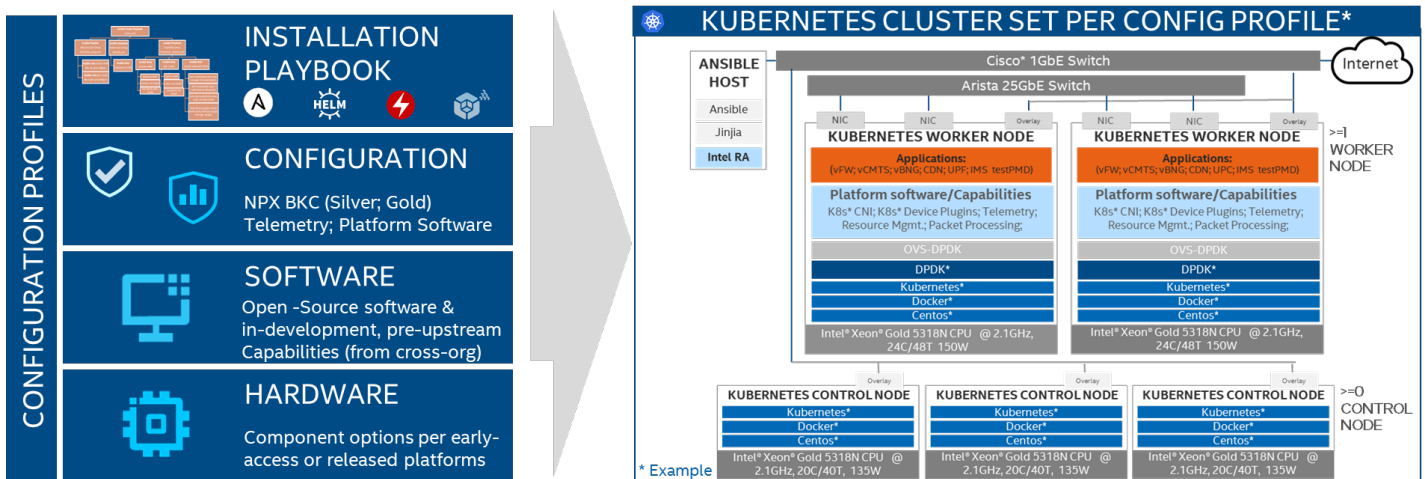 CONFIGURATION PROFILES
INSTALLATION
PLAYBOOK
A
HELM
CONFIGURATION
NPX BKC (Silver; Gold)
Telemetry; Platform Software
SOFTWARE
Open -Source software &
in-development, pre-upstream
Capabilities (from cross-org)
HARDWARE
Component options per early-
access or released platforms
KUBERNETES CLUSTER SET PER CONFIG PROFILE*
ANSIBLE
HOST
Ansible
Jinjia
Intel RA
Cisco* 1GbE Switch
Internet
Arista 25GbE Switch
NIC
NIC
Overlay
KUBERNETES WORKER NODE
Applications:
(vFW; vCMTS; vBNG; CDN; UPF; IMS testPMD)
Platform software/Capabilities
K8s* CNI; K8s* Device Plugins; Telemetry;
Resource Mgmt.; Packet Processing;
OVS-DPDK
DPDK*
Kubernetes*
Docker*
Centos*
Intel® Xeon® Gold 5318N CPU @ 2.1GHz,
24C/48T 150W
NIC
NIC
Overlay
KUBERNETES WORKER NODE
Applications:
(vFW; vCMTS; vBNG; CDN; UPC; IMS testPMD)
Platform software/Capabilities
K8s* CNI; K8s* Device Plugins; Telemetry;
Resource Mgmt.; Packet Processing;
OVS-DPDK
DPDK*
Kubernetes*
Docker*
Centos*
Intel® Xeon® Gold 5318N CPU @ 2.1GHz,
24C/48T 150W
>=1
WORKER
NODE
Overlay
KUBERNETES CONTROL NODE
Kubernetes*
Docker*
Centos*
Intel® Xeon® Gold 5318N CPU @
2.1GHz, 20C/40T, 135W
Overlay
KUBERNETES CONTROL NODE
Kubernetes*
Docker*
Centos*
Intel® Xeon® Gold 5318N CPU @
2.1GHz, 20C/40T, 135W
Overlay
KUBERNETES CONTROL NODE
Kubernetes*
Docker*
Centos*
Intel® Xeon® Gold 5318N CPU @
2.1GHz, 20C/40T, 135W
>=0
CONTROL
NODE
* Example